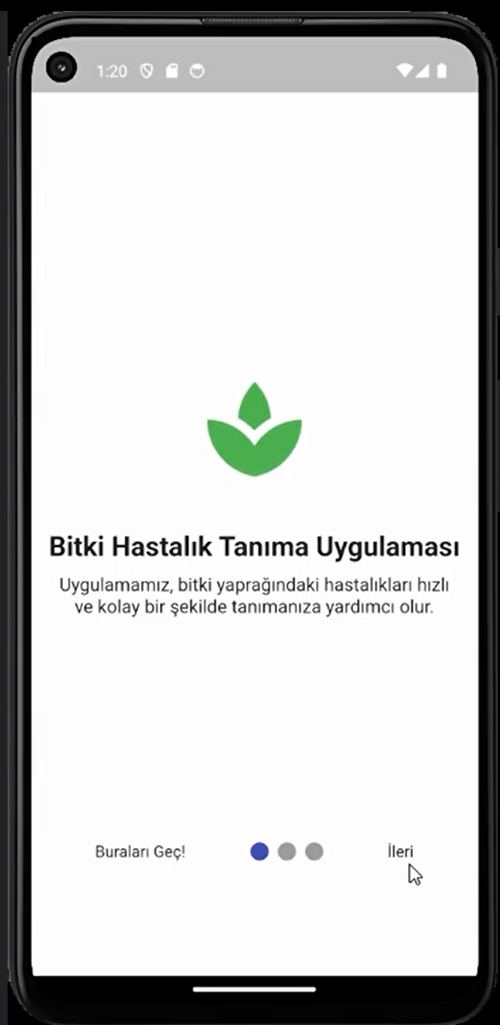 1:20
Bitki Hastalık Tanıma Uygulaması
Uygulamamız, bitki yaprağındaki hastalıkları hızlı
ve kolay bir şekilde tanımanıza yardımcı olur.
Buraları Geç!
İleri